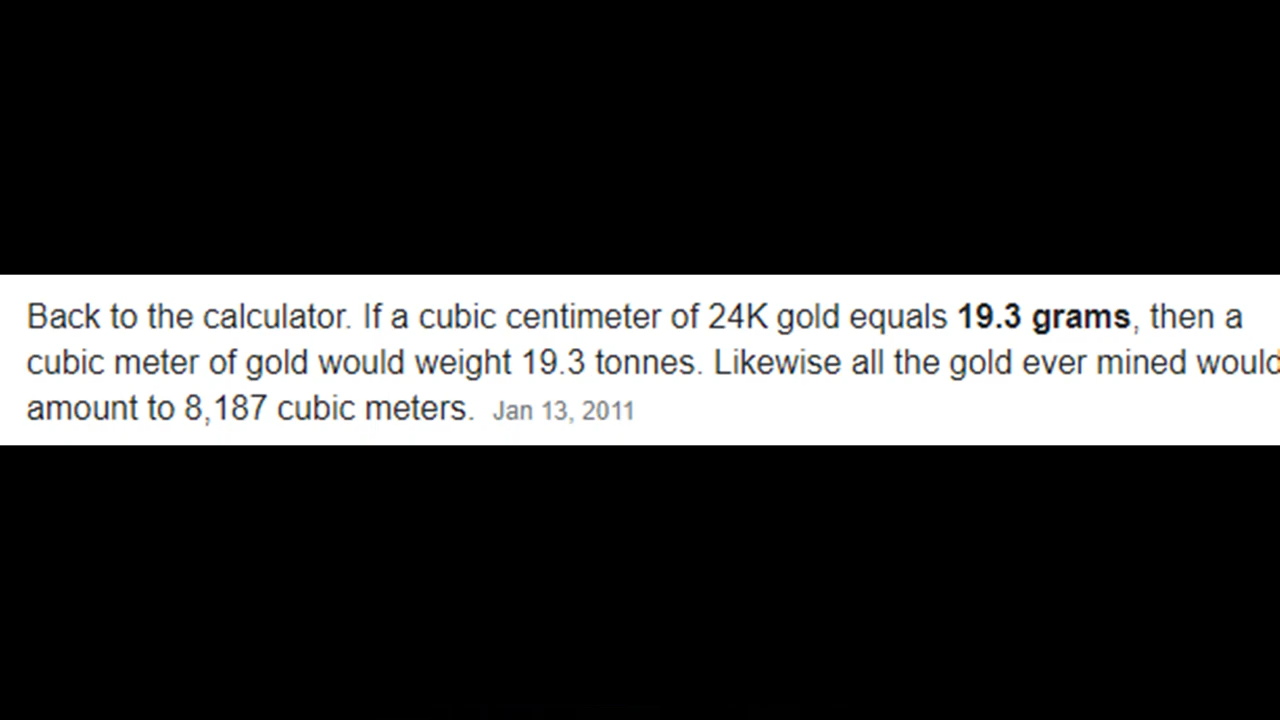 Back to the calculator. If a cubic centimeter of 24K gold equals 19.3 grams, then a
cubic meter of gold would weight 19.3 tonnes. Likewise all the gold ever mined would
amount to 8,187 cubic meters. Jan 13, 2011